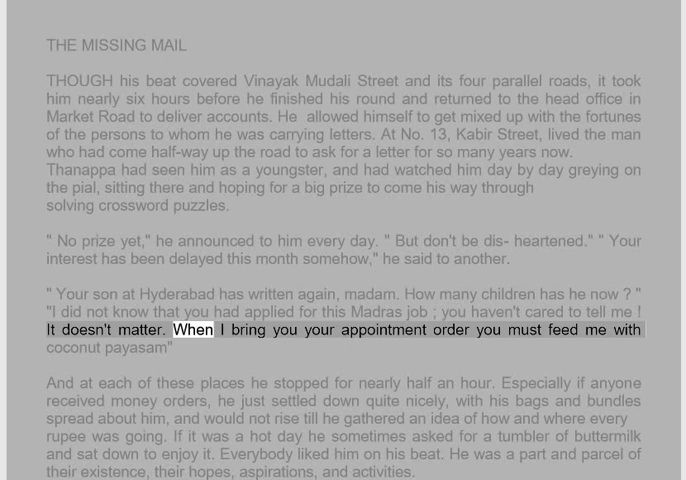 THE MISSING MAIL
THOUGH his beat covered Vinayak Mudali Street and its four parallel roads, it took
him nearly six hours before he finished his round and returned to the head office in
Market Road to deliver accounts. He allowed himself to get mixed up with the fortunes
of the persons to whom he was carrying letters. At No. 13, Kabir Street, lived the man
who had come half-way up the road to ask for a letter for so many years now.
Thanappa had seen him as a youngster, and had watched him day by day greying on
the pial, sitting there and hoping for a big prize to come his way through
solving crossword puzzles.
" No prize yet," he announced to him every day. " But don't be dis- heartened." " Your
interest has been delayed this month somehow," he said to another.
" Your son at Hyderabad has written again, madam. How many children has he now ? "
"I did not know that you had applied for this Madras job ; you haven't cared to tell me !
It doesn't matter. When I bring you your appointment order you must feed me with
coconut payasam"
And at each of these places he stopped for nearly half an hour. Especially if anyone
received money orders, he just settled down quite nicely, with his bags and bundles
spread about him, and would not rise till he gathered an idea of how and where every
rupee was going. If it was a hot day he sometimes asked for a tumbler of buttermilk
and sat down to enjoy it. Everybody liked him on his beat. He was a part and parcel of
their existence, their hopes, aspirations, and activities.